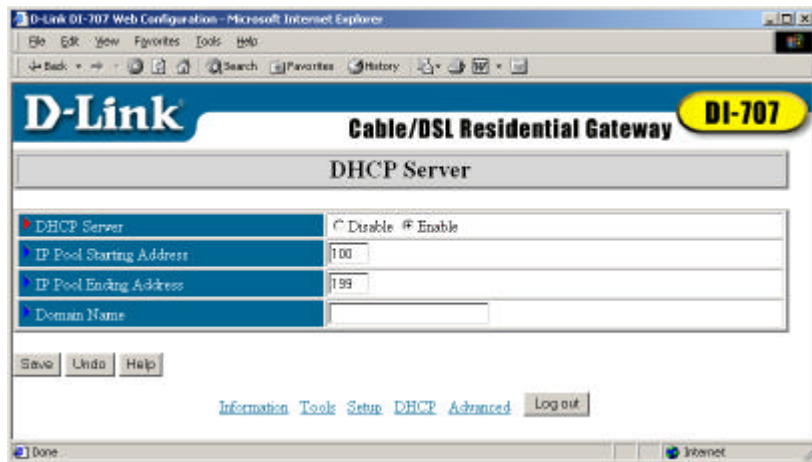 D-Link DI-707 Web Configuration - Microsoft Internet Explorer
File Edit View Favorites Tools Help
Back Search Favorites History
D-Link
DI-707
Cable/DSL Residential Gateway
DHCP Server
DHCP Server Disable Enable
IP Pool Starting Address 100
IP Pool Ending Address 199
Domain Name
Save Undo Help
Information Tools Setup DHCP Advanced Log out
Done Internet